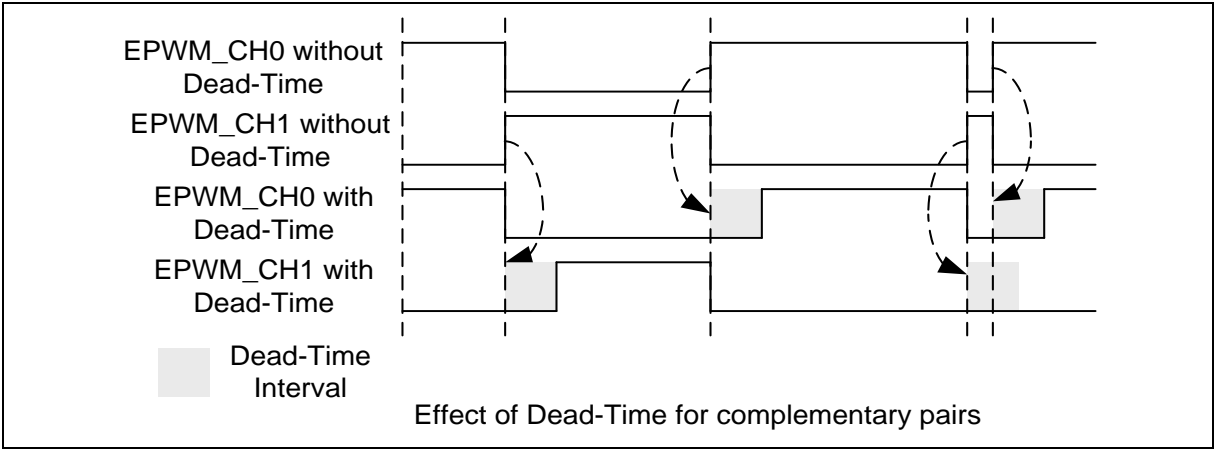 EPWM_CH0 without
Dead-Time
EPWM_CH1 without
Dead-Time
EPWM_CH0 with
Dead-Time
EPWM_CH1 with
Dead-Time
Dead-Time
Interval
Effect of Dead-Time for complementary pairs